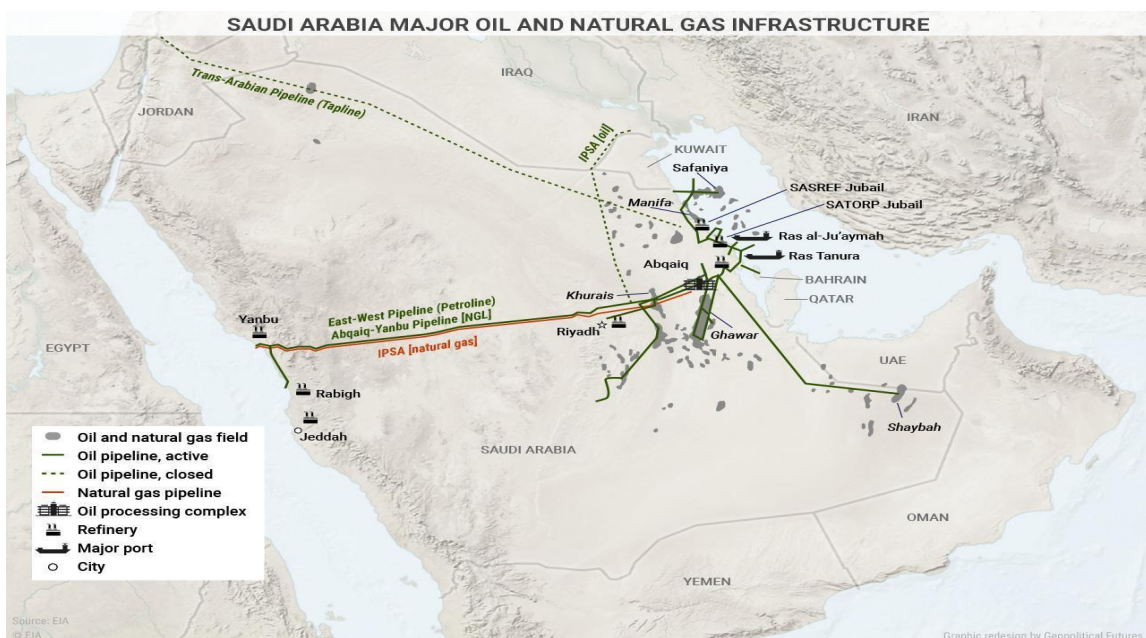 SAUDI ARABIA MAJOR OIL AND NATURAL GAS INFRASTRUCTURE
IRAQ
Trans-Arabian Pipeline (Tapline)
JORDAN
IRAN
IPSA [oil]
KUWAIT
Safaniya
SASREF Jubail
Manifa
SATORP Jubail
Ras al-Ju'aymah
Ras Tanura
Abqaiq
BAHRAIN
QATAR
Khurais
East-West Pipeline (Petroline)
Abqaiq-Yanbu Pipeline [NGL]
IPSA [natural gas]
Yanbu
Riyadh
Ghawar
EGYPT
UAE
Rabigh
Shaybah
Jeddah
SAUDI ARABIA
OMAN
YEMEN
Oil and natural gas field
Oil pipeline, active
Oil pipeline, closed
Natural gas pipeline
Oil processing complex
Refinery
Major port
City
Source: EIA
© EIA
Graphic redesign by Geopolitical Futures